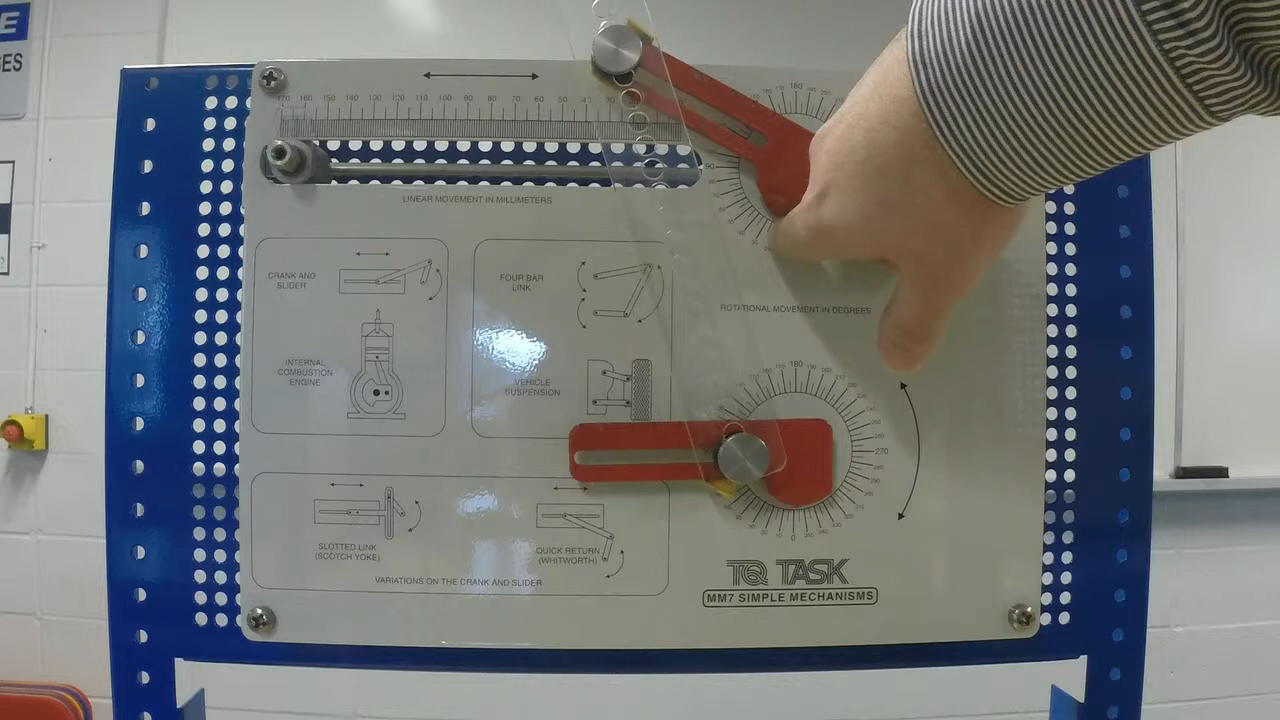 E
ES
170 160 150 140 130 120 110 100 90 80 70 60 50
LINEAR MOVEMENT IN MILLIMETERS
180
90
CRANK AND
SLIDER
FOUR BAR
LINK
ROTATIONAL MOVEMENT IN DEGREES
INTERNAL
COMBUSTION
ENGINE
VEHICLE
SUSPENSION
180
270
0
SLOTTED LINK
(SCOTCH YOKE)
QUICK RETURN
(WHITWORTH)
VARIATIONS ON THE CRANK AND SLIDER
TQ TASK
MM7 SIMPLE MECHANISMS